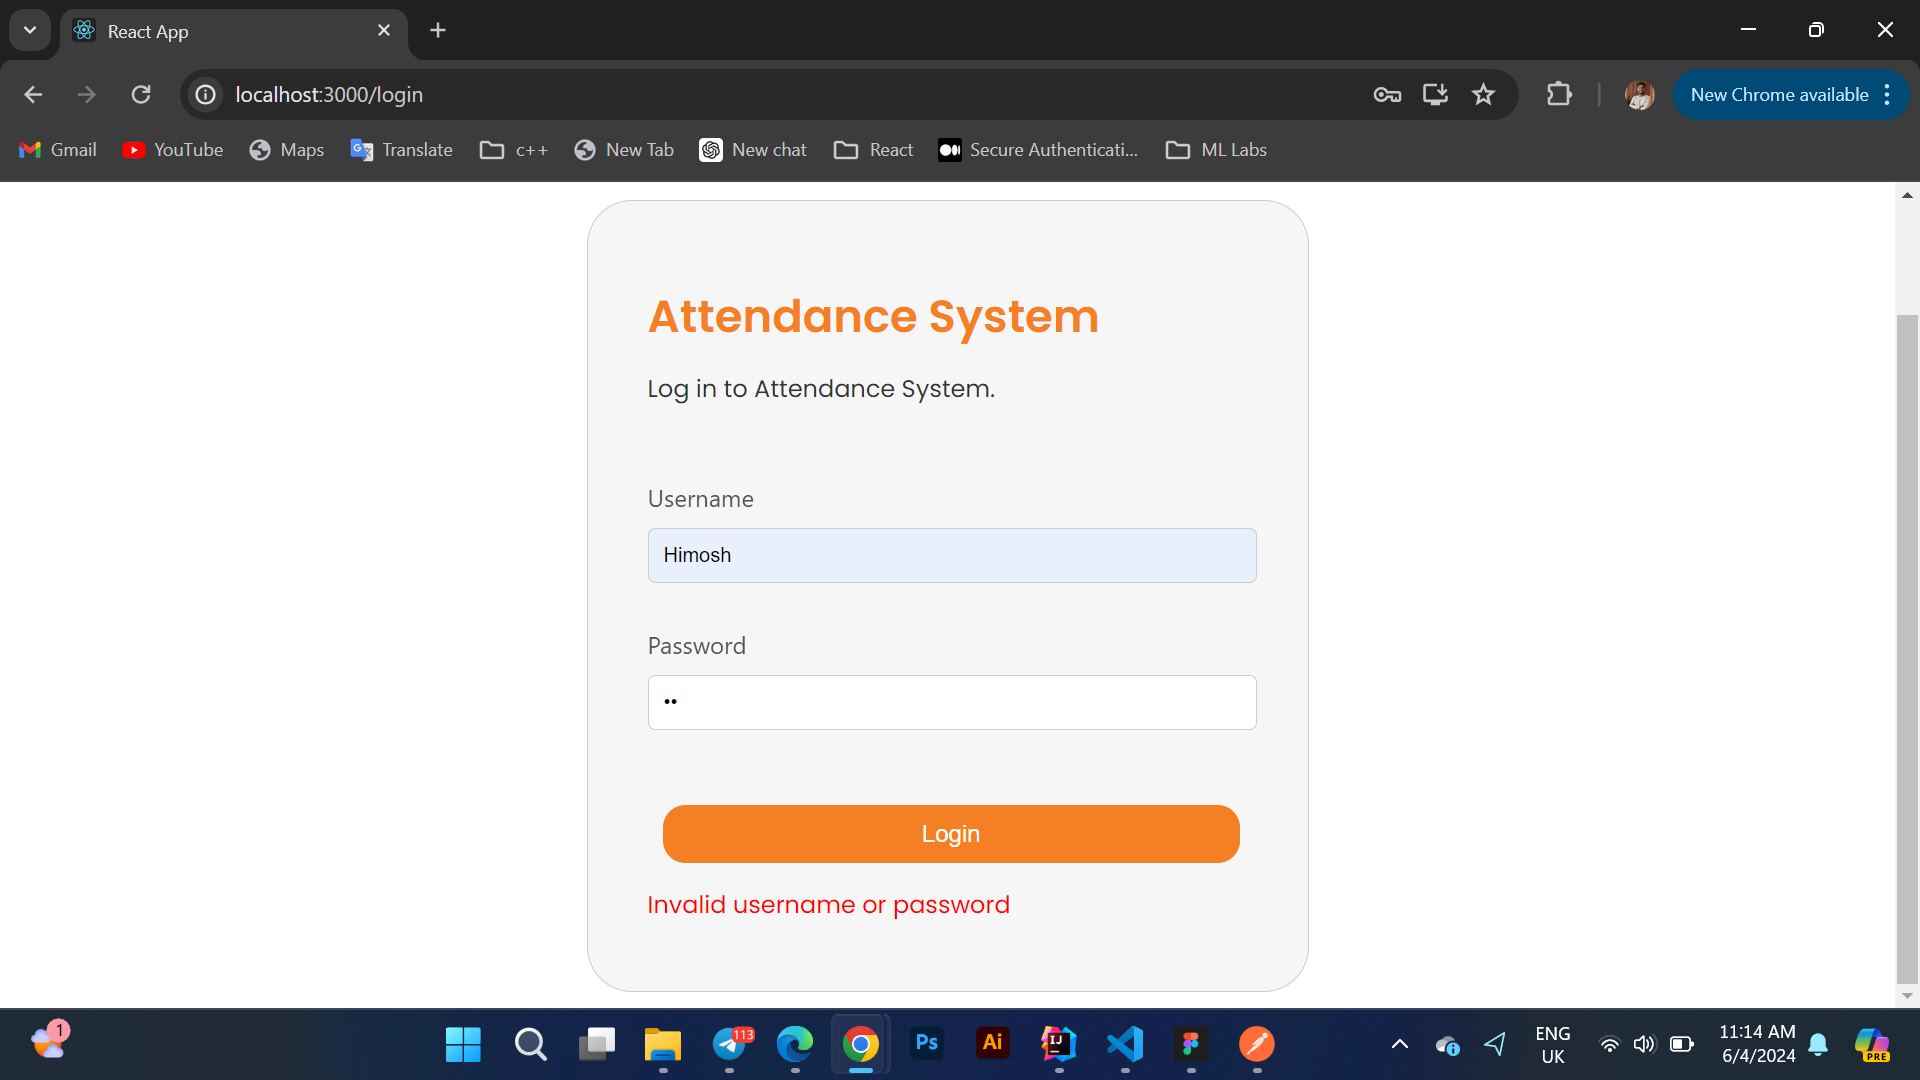 React App
localhost:3000/login
New Chrome available
Gmail
YouTube
Maps
Translate
c++
New Tab
New chat
React
Secure Authenticati...
ML Labs
Attendance System
Log in to Attendance System.
Username
Himosh
Password
••
Login
Invalid username or password
1
113
Ps
Ai
IJ
ENG
UK
11:14 AM
6/4/2024
PRE